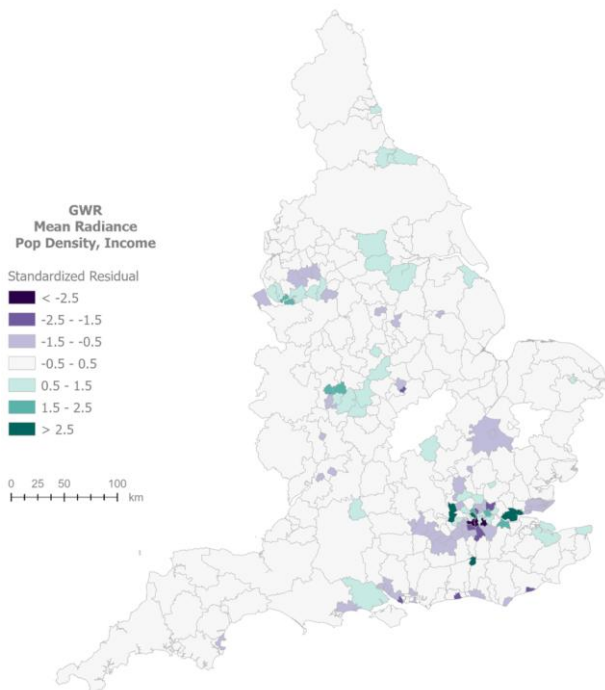 GWR
Mean Radiance
Pop Density, Income
Standardized Residual
< -2.5
-2.5 - -1.5
-1.5 - -0.5
-0.5 - 0.5
0.5 - 1.5
1.5 - 2.5
> 2.5
0 25 50 100
km